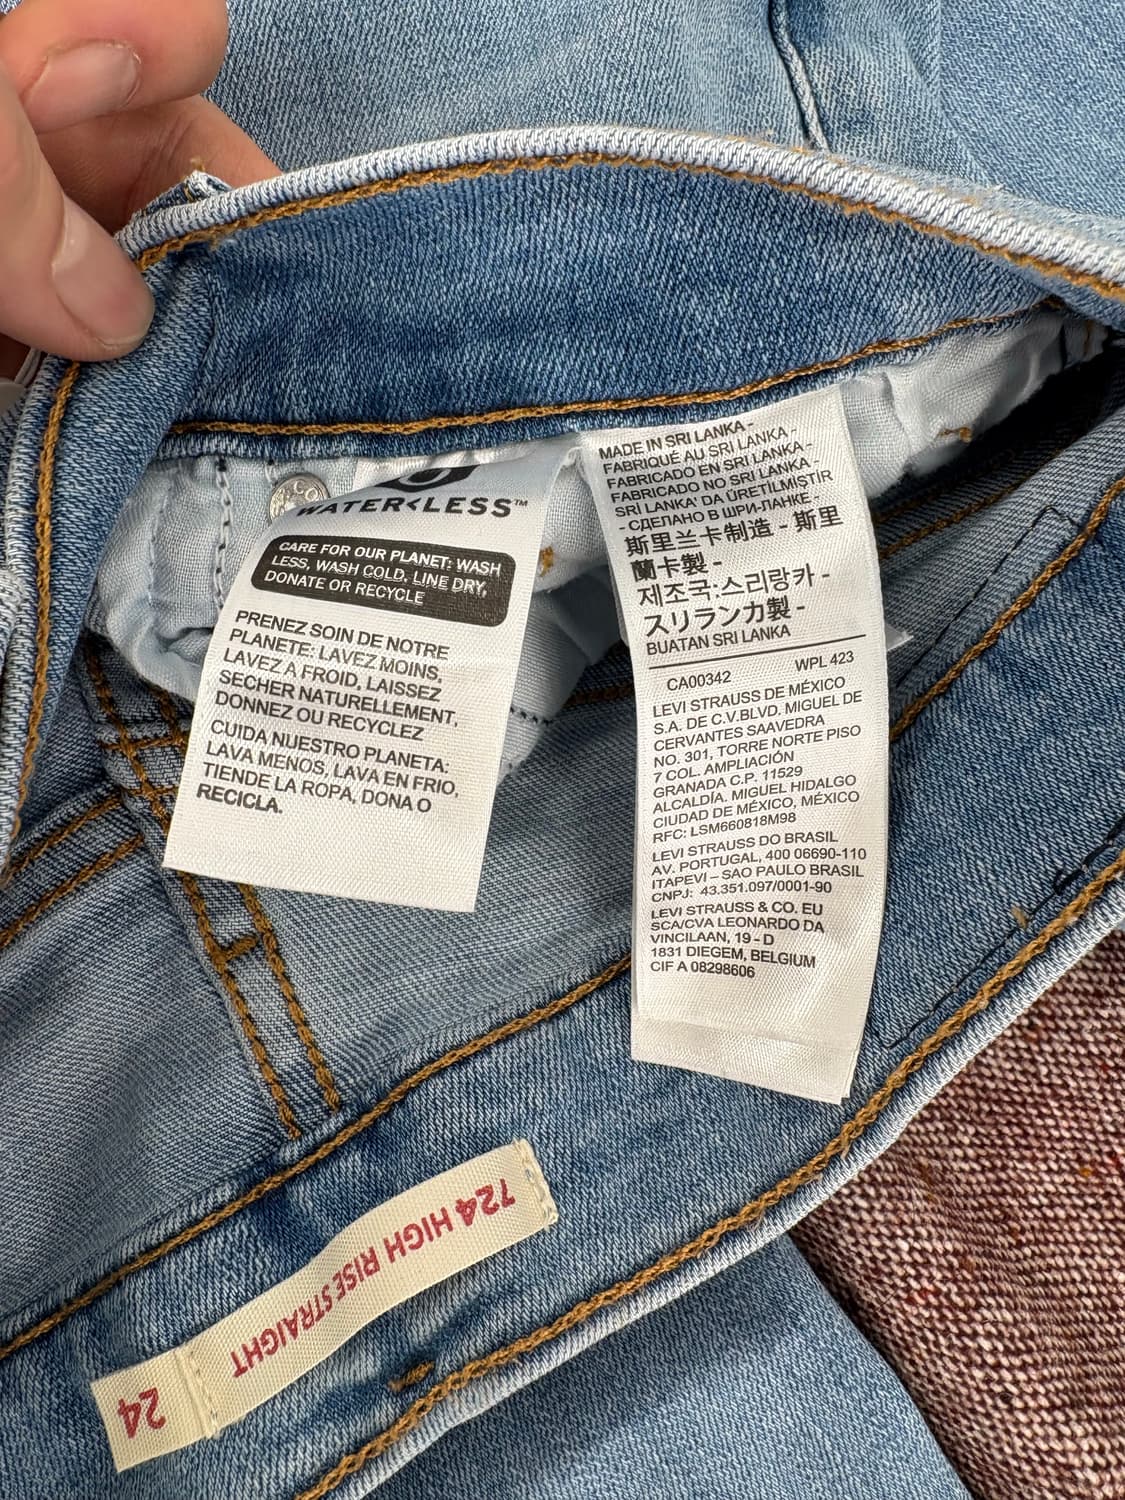 WATER<LESS™
CARE FOR OUR PLANET: WASH
LESS, WASH COLD, LINE DRY,
DONATE OR RECYCLE
PRENEZ SOIN DE NOTRE
PLANETE: LAVEZ MOINS,
LAVEZ A FROID, LAISSEZ
SECHER NATURELLEMENT,
DONNEZ OU RECYCLEZ
CUIDA NUESTRO PLANETA:
LAVA MENOS, LAVA EN FRIO,
TIENDE LA ROPA, DONA O
RECICLA.
MADE IN SRI LANKA -
FABRIQUÉ AU SRI LANKA -
FABRICADO EN SRI LANKA -
FABRICADO NO SRI LANKA -
SRİ LANKA' DA ÜRETİLMİŞTİR
- СДЕЛАНО В ШРИ-ЛАНКЕ -
斯里兰卡制造 - 斯里
蘭卡製 -
제조국:스리랑카 -
スリランカ製 -
BUATAN SRI LANKA
WPL 423
CA00342
LEVI STRAUSS DE MÉXICO
S.A. DE C.V.BLVD. MIGUEL DE
CERVANTES SAAVEDRA
NO. 301, TORRE NORTE PISO
7 COL. AMPLIACIÓN
GRANADA C.P. 11529
ALCALDÍA. MIGUEL HIDALGO
CIUDAD DE MÉXICO, MÉXICO
RFC: LSM660818M98
LEVI STRAUSS DO BRASIL
AV. PORTUGAL, 400 06690-110
ITAPEVI – SAO PAULO BRASIL
CNPJ: 43.351.097/0001-90
LEVI STRAUSS & CO. EU
SCA/CVA LEONARDO DA
VINCILAAN, 19 - D
1831 DIEGEM, BELGIUM
CIF A 08298606
724 HIGH RISE STRAIGHT
24